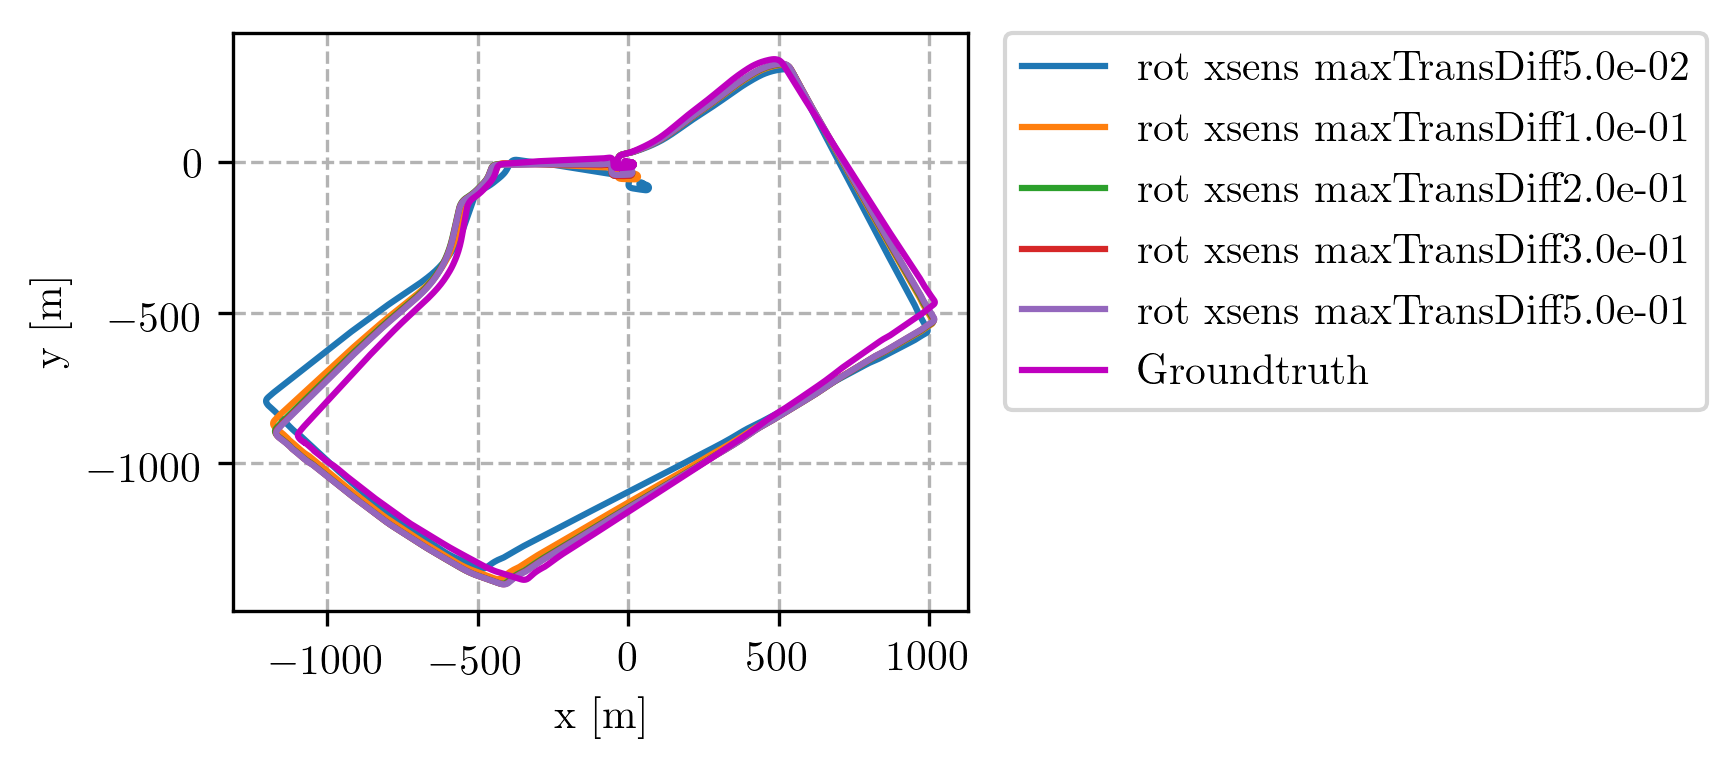 0
−500
−1000
y [m]
−1000
−500
0
500
1000
x [m]
rot xsens maxTransDiff5.0e-02
rot xsens maxTransDiff1.0e-01
rot xsens maxTransDiff2.0e-01
rot xsens maxTransDiff3.0e-01
rot xsens maxTransDiff5.0e-01
Groundtruth